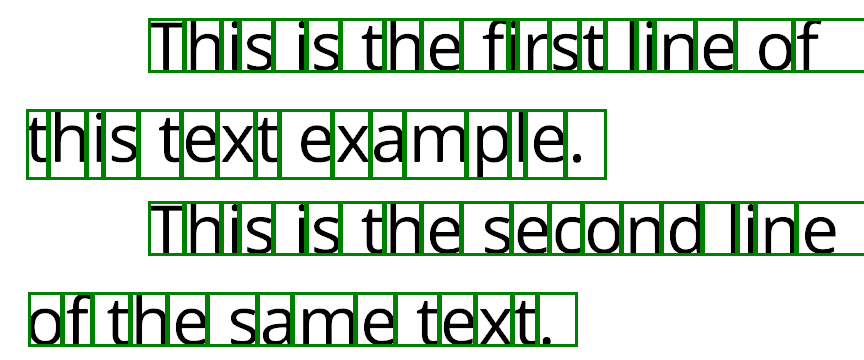 This is the first line of
this text example.
This is the second line
of the same text.